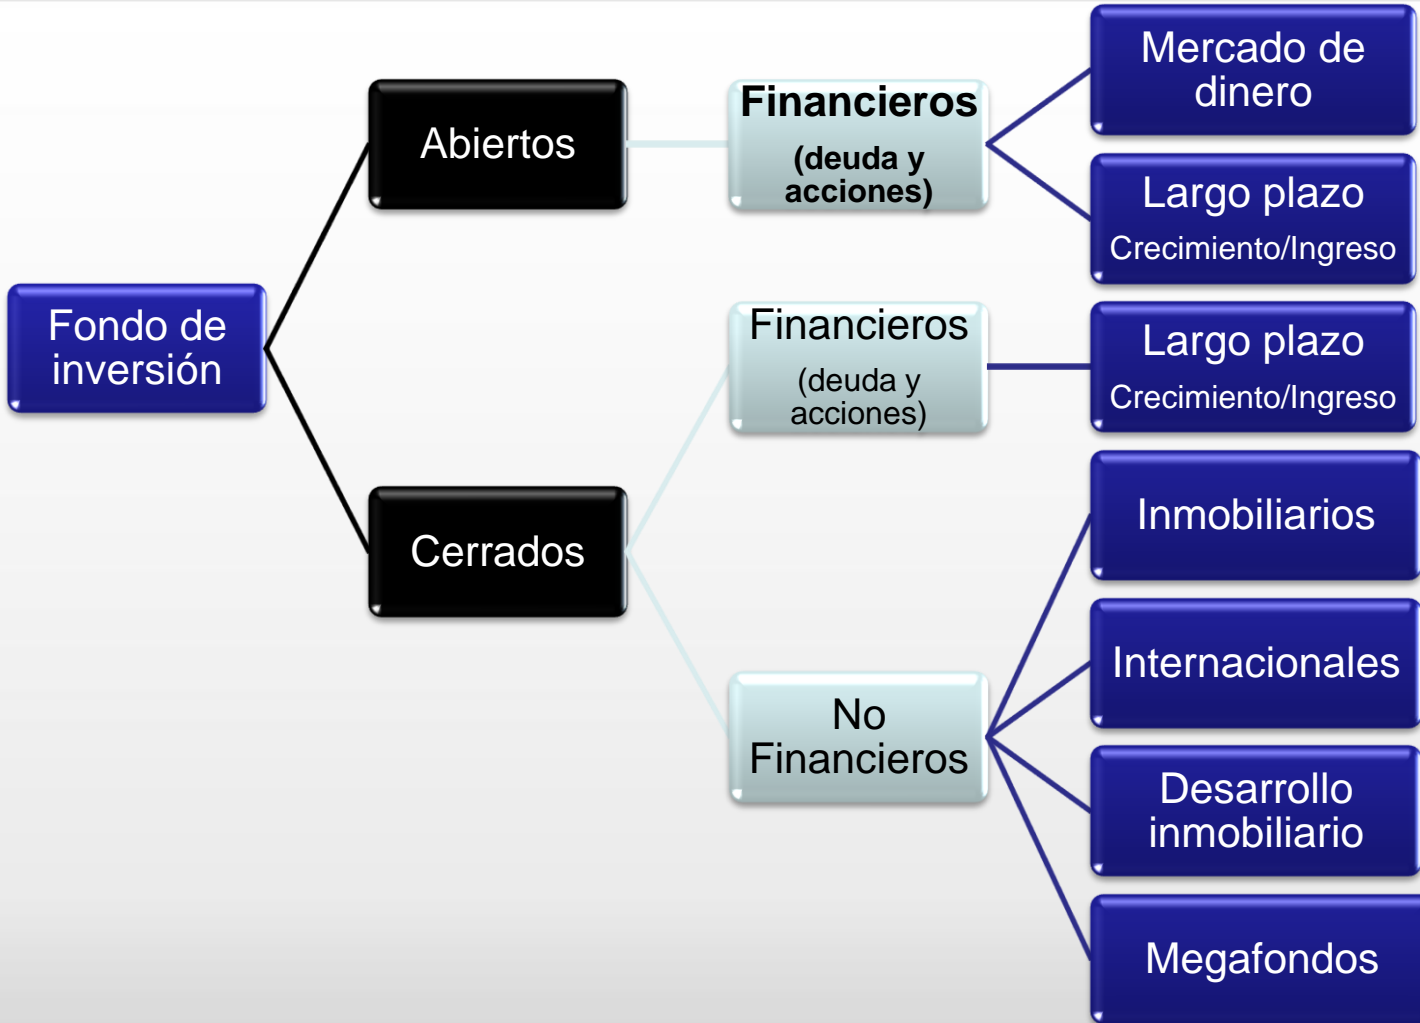 Fondo de
inversión
Abiertos
Cerrados
Financieros
(deuda y
acciones)
Financieros
(deuda y
acciones)
No
Financieros
Mercado de
dinero
Largo plazo
Crecimiento/Ingreso
Largo plazo
Crecimiento/Ingreso
Inmobiliarios
Internacionales
Desarrollo
inmobiliario
Megafondos